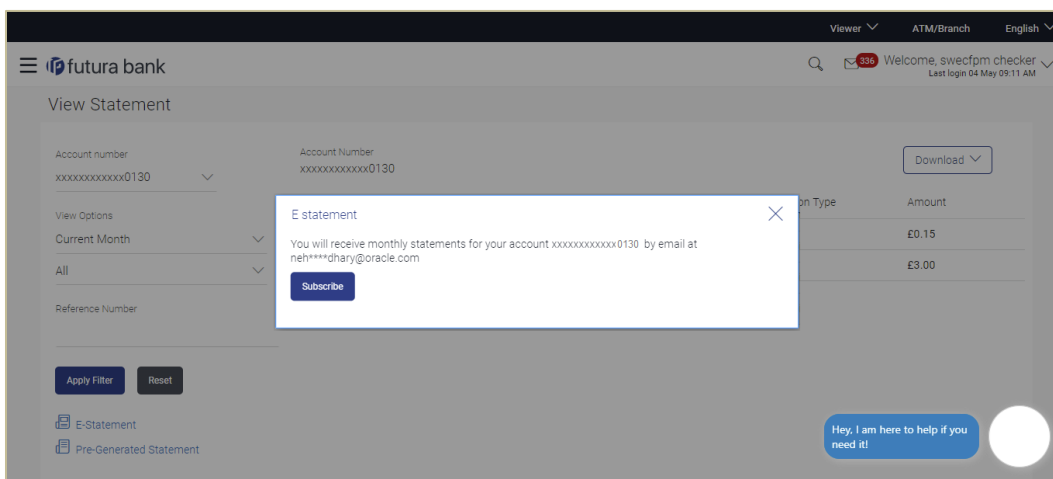 Viewer
ATM/Branch
English
futura bank
336
Welcome, swecfpm checker
Last login 04 May 09:11 AM
View Statement
Account number
xxxxxxxxxxxx0130
Account Number
xxxxxxxxxxxx0130
Download
View Options
Current Month
All
Reference Number
Apply Filter
Reset
E-Statement
Pre-Generated Statement
E statement
You will receive monthly statements for your account xxxxxxxxxxxx0130 by email at
neh****dhary@oracle.com
Subscribe
on Type
Amount
£0.15
£3.00
Hey, I am here to help if you
need it!